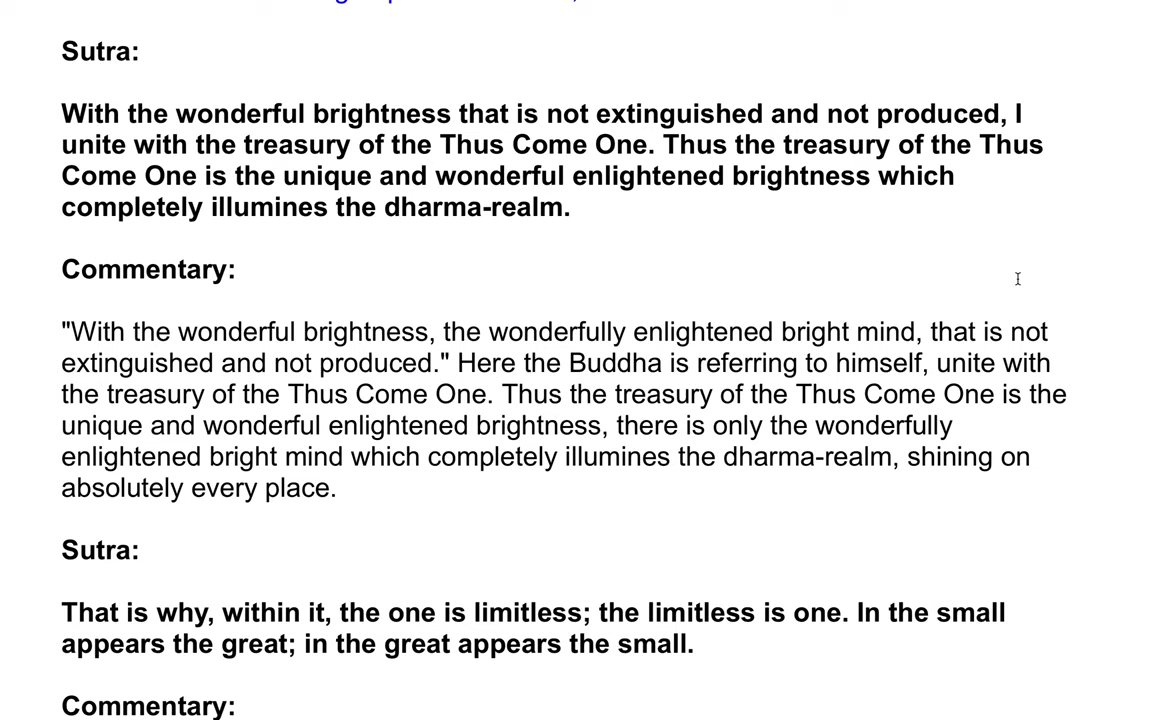 Sutra:
With the wonderful brightness that is not extinguished and not produced, I
unite with the treasury of the Thus Come One. Thus the treasury of the Thus
Come One is the unique and wonderful enlightened brightness which
completely illumines the dharma-realm.
Commentary:
"With the wonderful brightness, the wonderfully enlightened bright mind, that is not
extinguished and not produced." Here the Buddha is referring to himself, unite with
the treasury of the Thus Come One. Thus the treasury of the Thus Come One is the
unique and wonderful enlightened brightness, there is only the wonderfully
enlightened bright mind which completely illumines the dharma-realm, shining on
absolutely every place.
Sutra:
That is why, within it, the one is limitless; the limitless is one. In the small
appears the great; in the great appears the small.
Commentary: